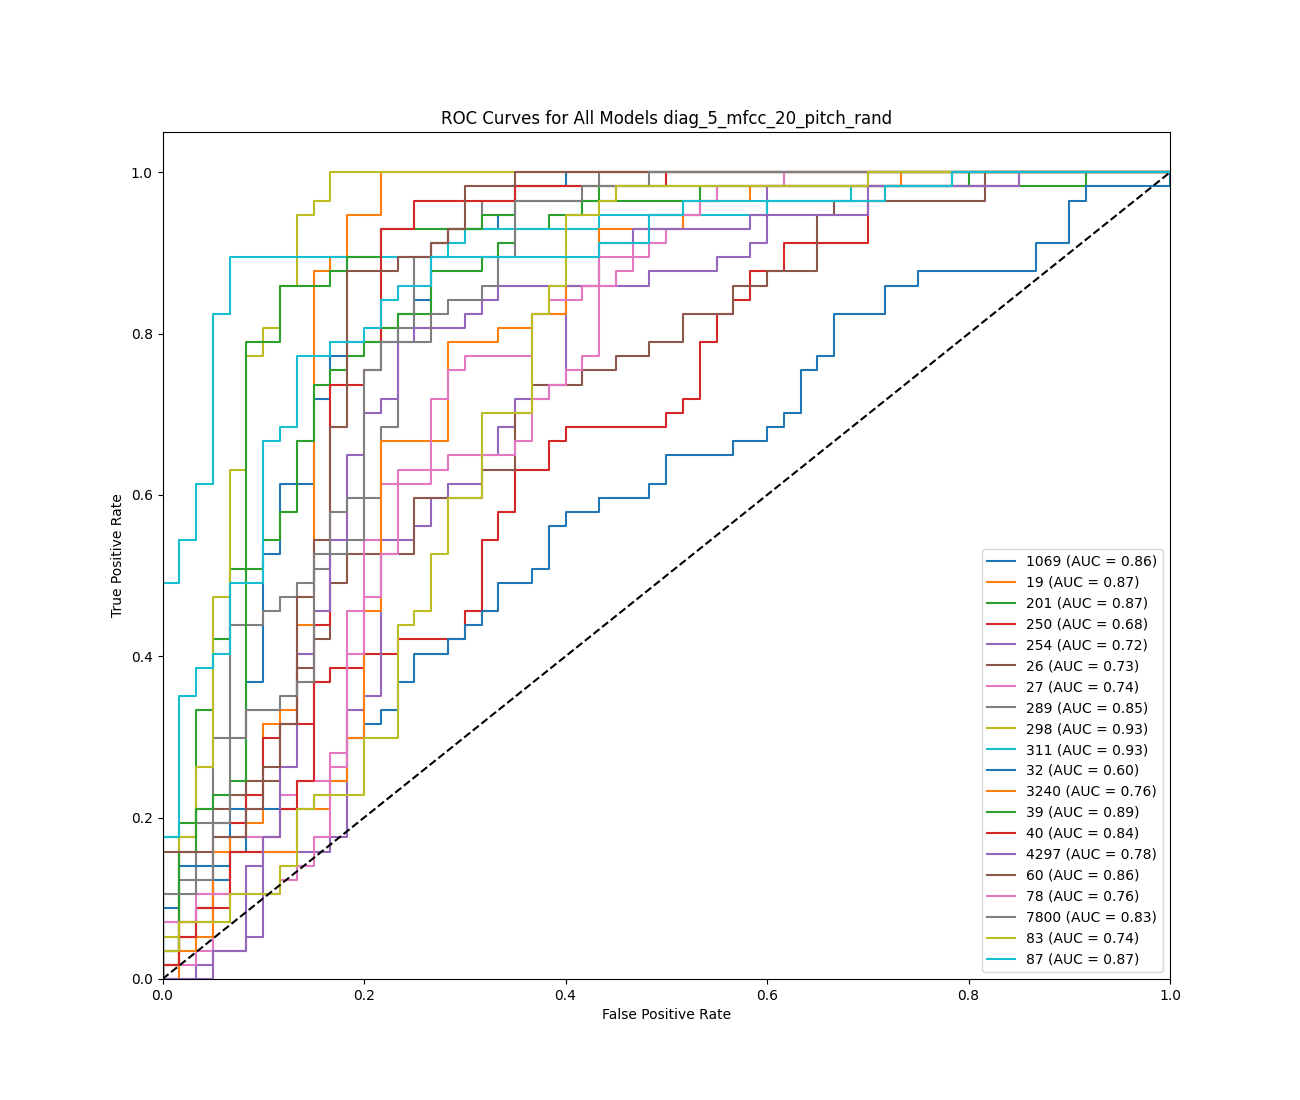 ROC Curves for All Models diag_5_mfcc_20_pitch_rand
1.0
0.8
0.6
0.4
0.2
0.0
True Positive Rate
1069 (AUC = 0.86)
19 (AUC = 0.87)
201 (AUC = 0.87)
250 (AUC = 0.68)
254 (AUC = 0.72)
26 (AUC = 0.73)
27 (AUC = 0.74)
289 (AUC = 0.85)
298 (AUC = 0.93)
311 (AUC = 0.93)
32 (AUC = 0.60)
3240 (AUC = 0.76)
39 (AUC = 0.89)
40 (AUC = 0.84)
4297 (AUC = 0.78)
60 (AUC = 0.86)
78 (AUC = 0.76)
7800 (AUC = 0.83)
83 (AUC = 0.74)
87 (AUC = 0.87)
0.0 0.2 0.4 0.6 0.8 1.0
False Positive Rate